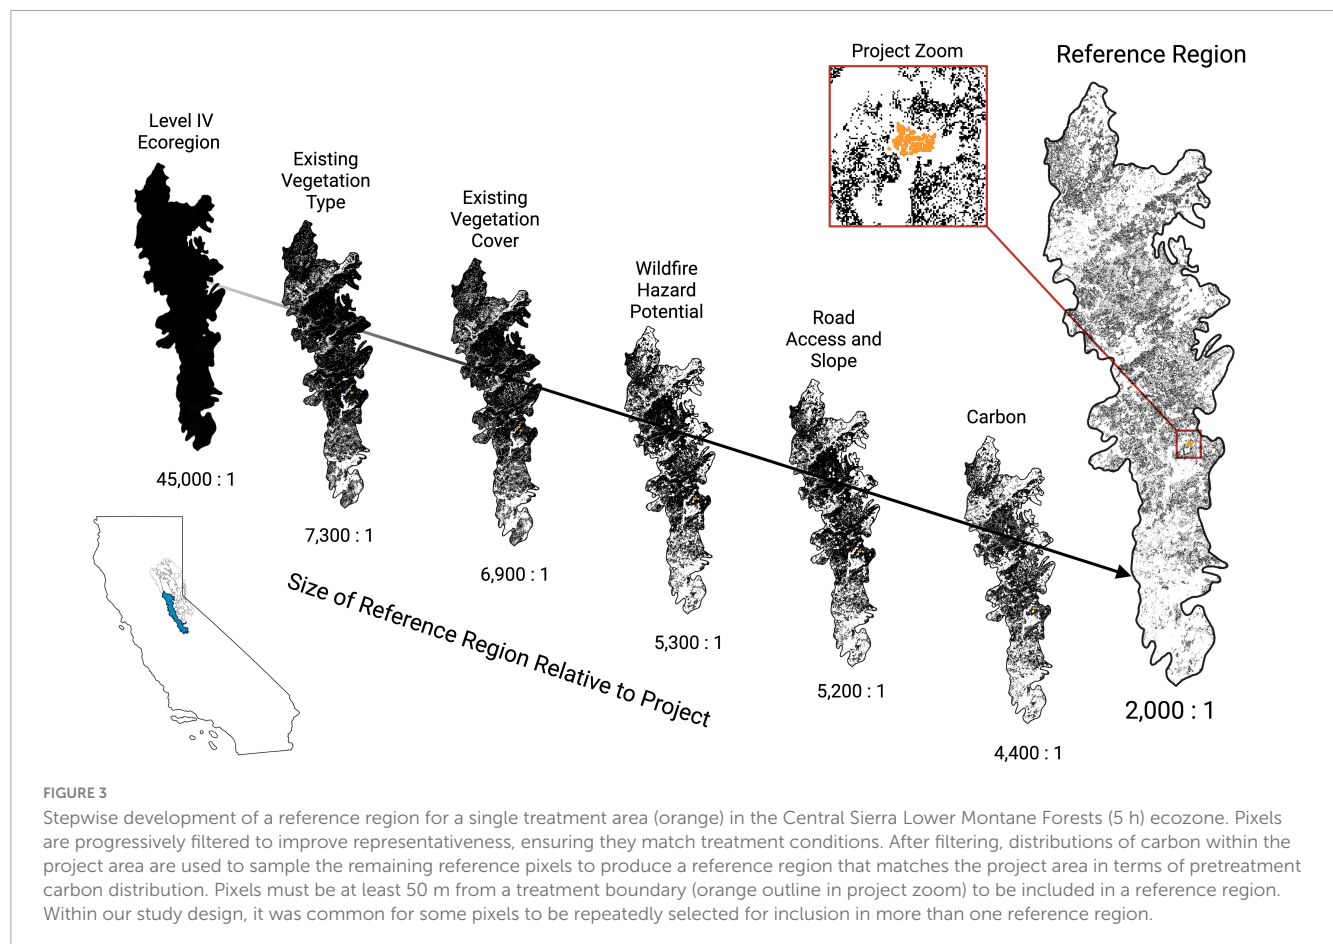 Project Zoom
Reference Region
Level IV
Ecoregion
Existing
Vegetation
Type
Existing
Vegetation
Cover
Wildfire
Hazard
Potential
Road
Access and
Slope
Carbon
45,000 : 1
7,300 : 1
6,900 : 1
5,300 : 1
5,200 : 1
4,400 : 1
2,000 : 1
Size of Reference Region Relative to Project
FIGURE 3
Stepwise development of a reference region for a single treatment area (orange) in the Central Sierra Lower Montane Forests (5 h) ecozone. Pixels
are progressively filtered to improve representativeness, ensuring they match treatment conditions. After filtering, distributions of carbon within the
project area are used to sample the remaining reference pixels to produce a reference region that matches the project area in terms of pretreatment
carbon distribution. Pixels must be at least 50 m from a treatment boundary (orange outline in project zoom) to be included in a reference region.
Within our study design, it was common for some pixels to be repeatedly selected for inclusion in more than one reference region.